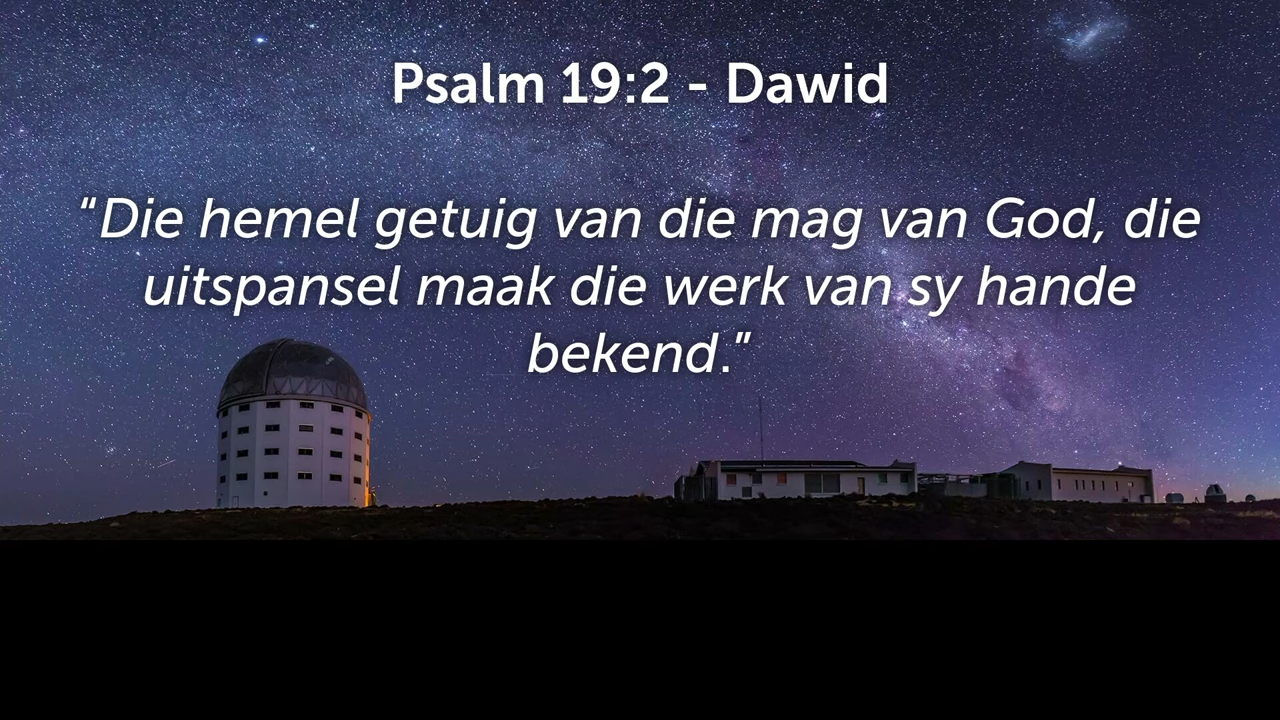 Psalm 19:2 - Dawid
“Die hemel getuig van die mag van God, die
uitspansel maak die werk van sy hande
bekend.”